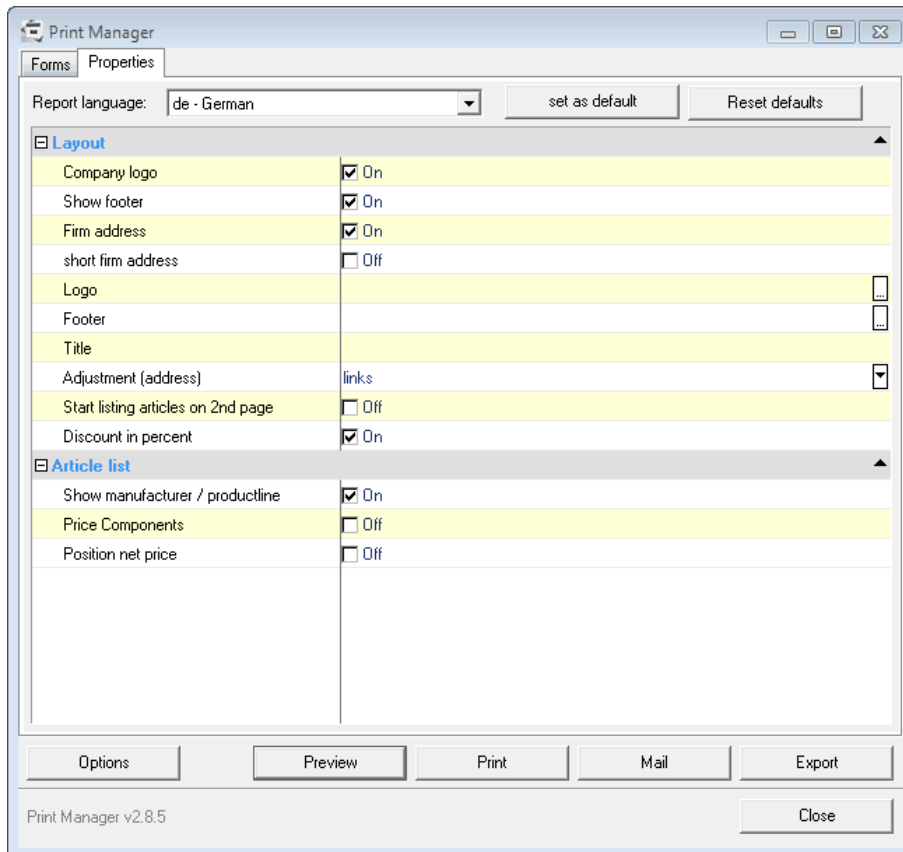 Print Manager
Forms Properties
Report language: de - German set as default Reset defaults
Layout
Company logo On
Show footer On
Firm address On
short firm address Off
Logo ...
Footer ...
Title
Adjustment (address) links
Start listing articles on 2nd page Off
Discount in percent On
Article list
Show manufacturer / productline On
Price Components Off
Position net price Off
Options Preview Print Mail Export
Print Manager v2.8.5 Close